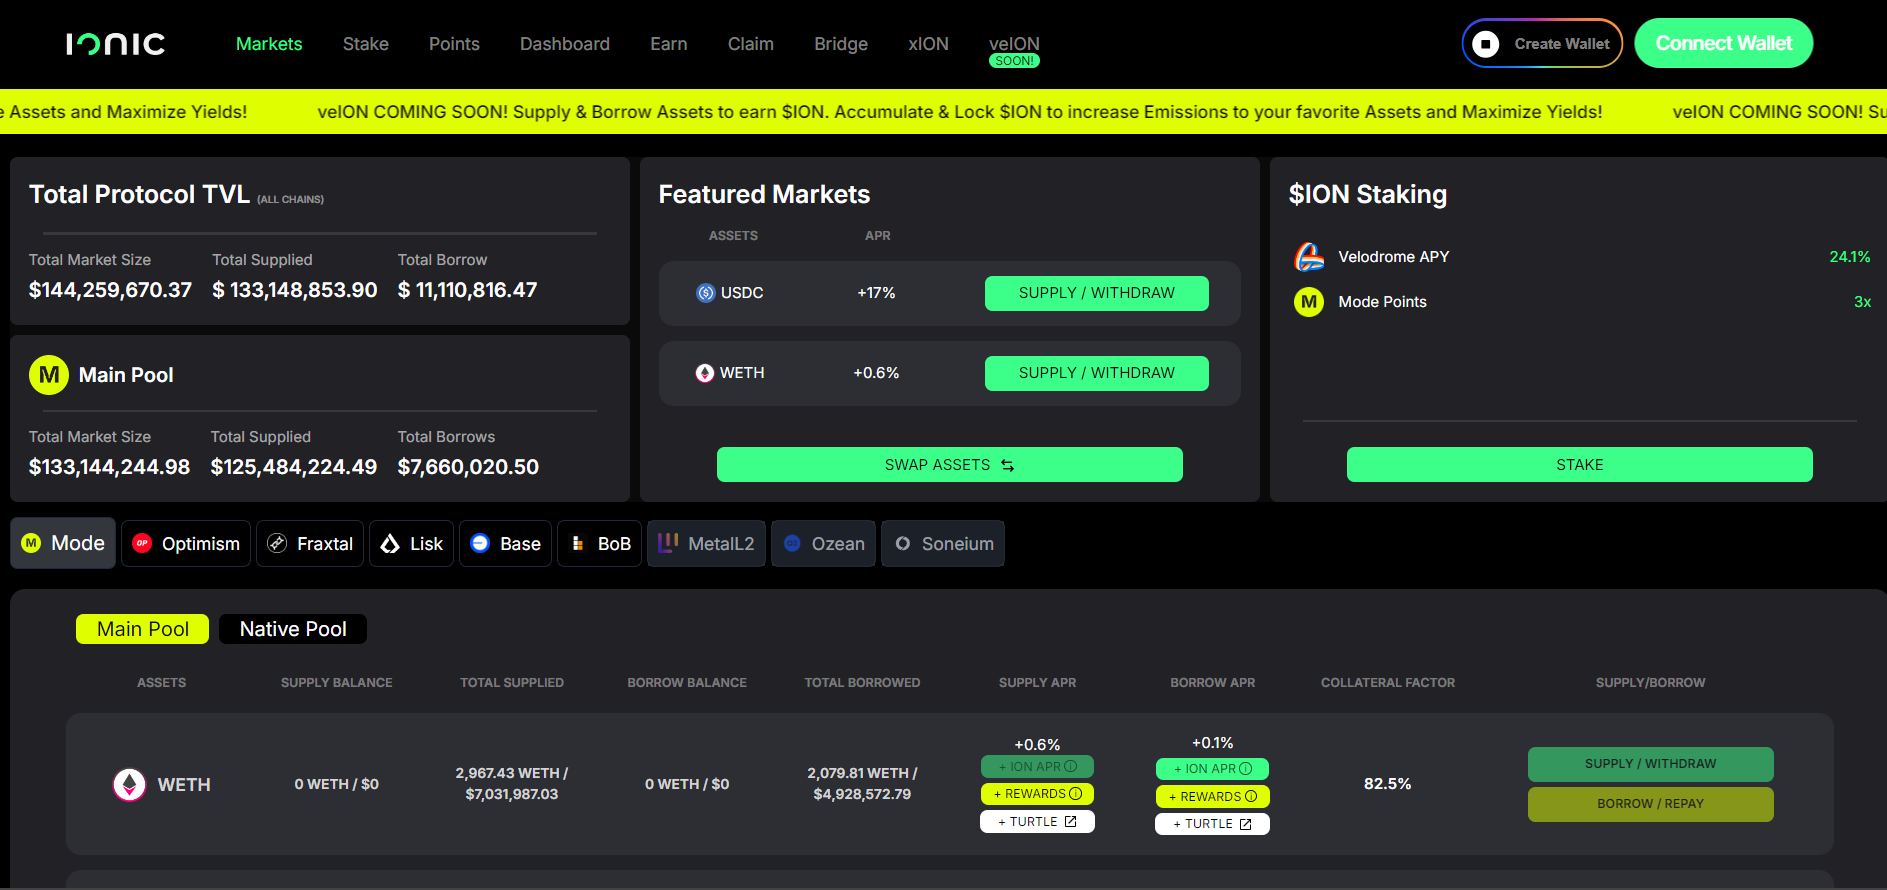 IONIC
Markets Stake Points Dashboard Earn Claim Bridge xION veION
SOON!
Create Wallet Connect Wallet
Assets and Maximize Yields! veION COMING SOON! Supply & Borrow Assets to earn $ION. Accumulate & Lock $ION to increase Emissions to your favorite Assets and Maximize Yields! veION COMING SOON! Su
Total Protocol TVL (ALL CHAINS)
Total Market Size Total Supplied Total Borrow
$144,259,670.37 $ 133,148,853.90 $ 11,110,816.47
M Main Pool
Total Market Size Total Supplied Total Borrows
$133,144,244.98 $125,484,224.49 $7,660,020.50
Featured Markets
ASSETS APR
USDC +17% SUPPLY / WITHDRAW
WETH +0.6% SUPPLY / WITHDRAW
SWAP ASSETS
$ION Staking
Velodrome APY 24.1%
M Mode Points 3x
STAKE
M Mode OP Optimism Fraxtal Lisk Base BoB MetalL2 Ozean Soneium
Main Pool Native Pool
ASSETS SUPPLY BALANCE TOTAL SUPPLIED BORROW BALANCE TOTAL BORROWED SUPPLY APR BORROW APR COLLATERAL FACTOR SUPPLY/BORROW
WETH
0 WETH / $0
2,967.43 WETH /
$7,031,987.03
0 WETH / $0
2,079.81 WETH /
$4,928,572.79
+0.6%
+ ION APR
+ REWARDS
+ TURTLE
+0.1%
+ ION APR
+ REWARDS
+ TURTLE
82.5%
SUPPLY / WITHDRAW
BORROW / REPAY